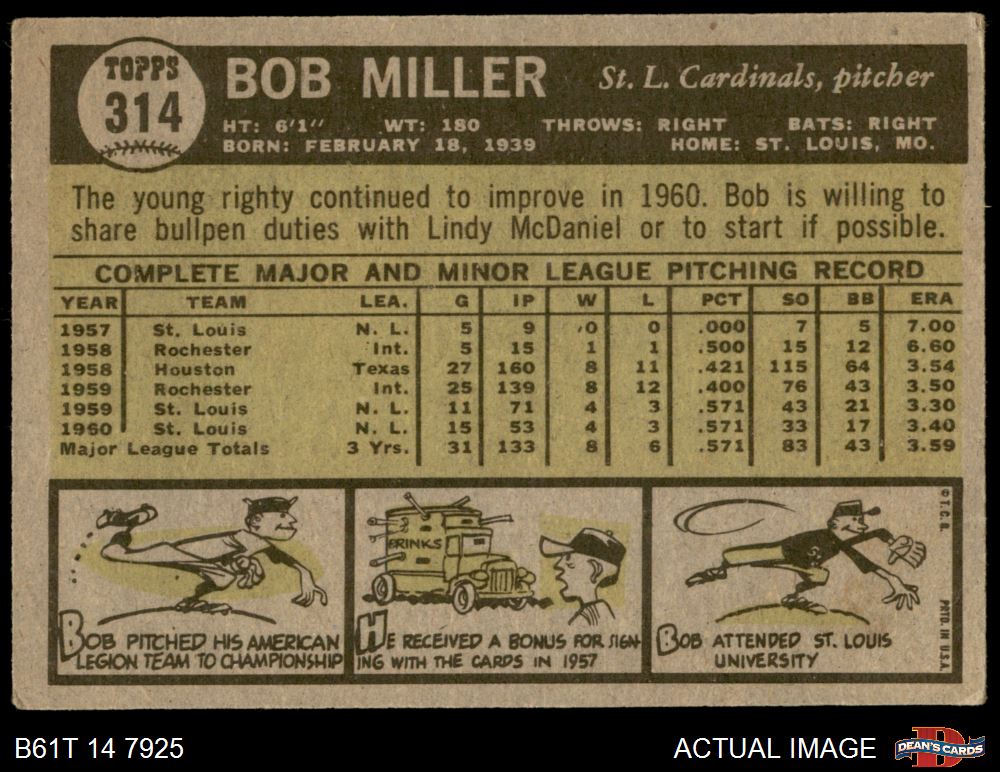 TOPPS
314
BOB MILLER St. L. Cardinals, pitcher
HT: 6'1" WT: 180 THROWS: RIGHT BATS: RIGHT
BORN: FEBRUARY 18, 1939 HOME: ST. LOUIS, MO.
The young righty continued to improve in 1960. Bob is willing to
share bullpen duties with Lindy McDaniel or to start if possible.
COMPLETE MAJOR AND MINOR LEAGUE PITCHING RECORD
YEAR TEAM LEA. G IP W L PCT SO BB ERA
1957 St. Louis N. L. 5 9 0 0 .000 7 5 7.00
1958 Rochester Int. 5 15 1 1 .500 15 12 6.60
1958 Houston Texas 27 160 8 11 .421 115 64 3.54
1959 Rochester Int. 25 139 8 12 .400 76 43 3.50
1959 St. Louis N. L. 11 71 4 3 .571 43 21 3.30
1960 St. Louis N. L. 15 53 4 3 .571 33 17 3.40
Major League Totals 3 Yrs. 31 133 8 6 .571 83 43 3.59
BOB PITCHED HIS AMERICAN
LEGION TEAM TO CHAMPIONSHIP
BRINKS
HE RECEIVED A BONUS FOR SIGN-
ING WITH THE CARDS IN 1957
S
BOB ATTENDED ST. LOUIS
UNIVERSITY
© T. C. G.
PRTD. IN U.S.A.
B61T 14 7925
ACTUAL IMAGE
D
DEAN'S CARDS